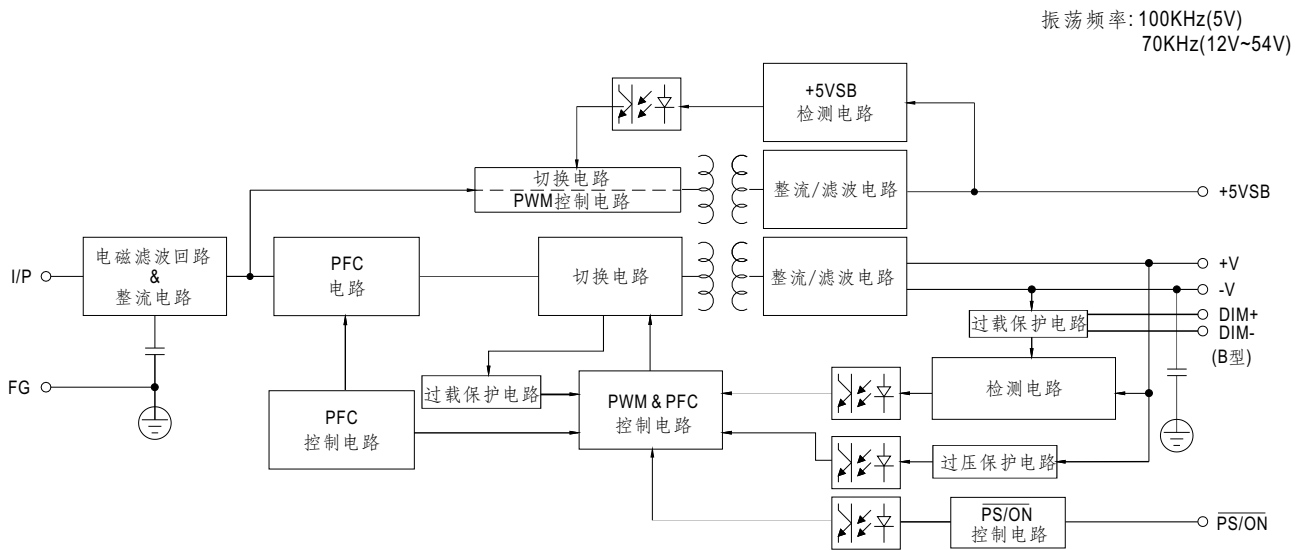 振荡频率: 100KHz(5V)
70KHz(12V~54V)
+5VSB
检测电路
切换电路
PWM控制电路
整流/滤波电路
+5VSB
I/P
电磁滤波回路
&
整流电路
PFC
电路
切换电路
整流/滤波电路
+V
-V
过载保护电路
DIM+
DIM-
(B型)
FG
PFC
控制电路
过载保护电路
PWM & PFC
控制电路
检测电路
过压保护电路
PS/ON
控制电路
PS/ON